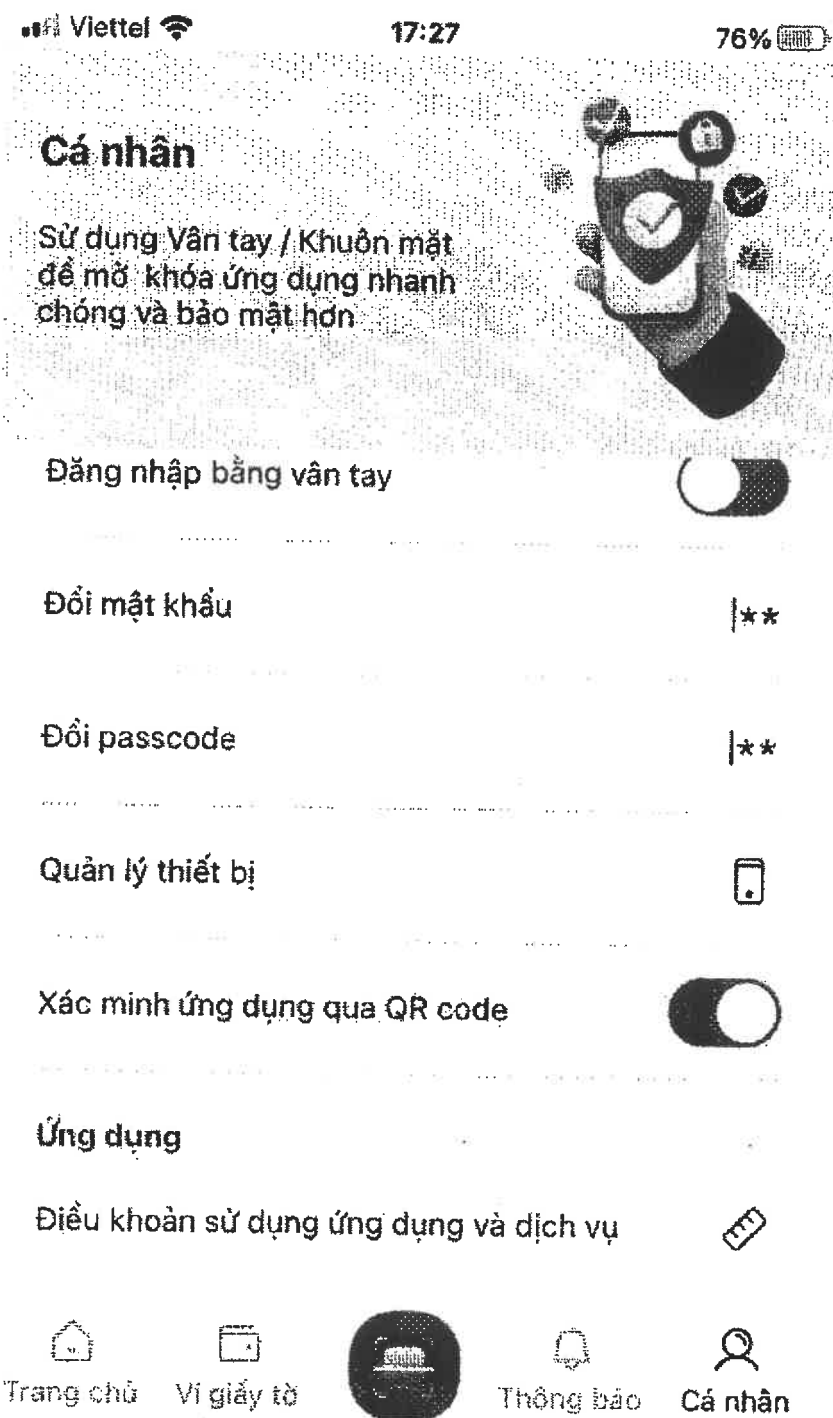 Viettel
17:27
76%
Cá nhân
Sử dụng Vân tay / Khuôn mặt
để mở khóa ứng dụng nhanh
chóng và bảo mật hơn
Đăng nhập bằng vân tay
Đổi mật khẩu
|**
Đổi passcode
|**
Quản lý thiết bị
Xác minh ứng dụng qua QR code
Ứng dụng
Điều khoản sử dụng ứng dụng và dịch vụ
Trang chủ
Ví giấy tờ
Thông báo
Cá nhân